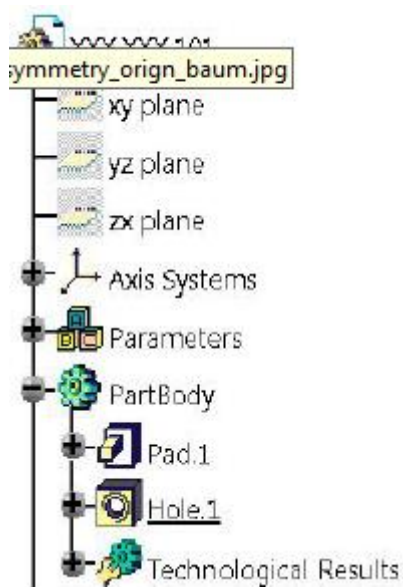 symmetry_orign_baum.jpg
xy plane
yz plane
zx plane
Axis Systems
Parameters
PartBody
Pad.1
Hole.1
Technological Results